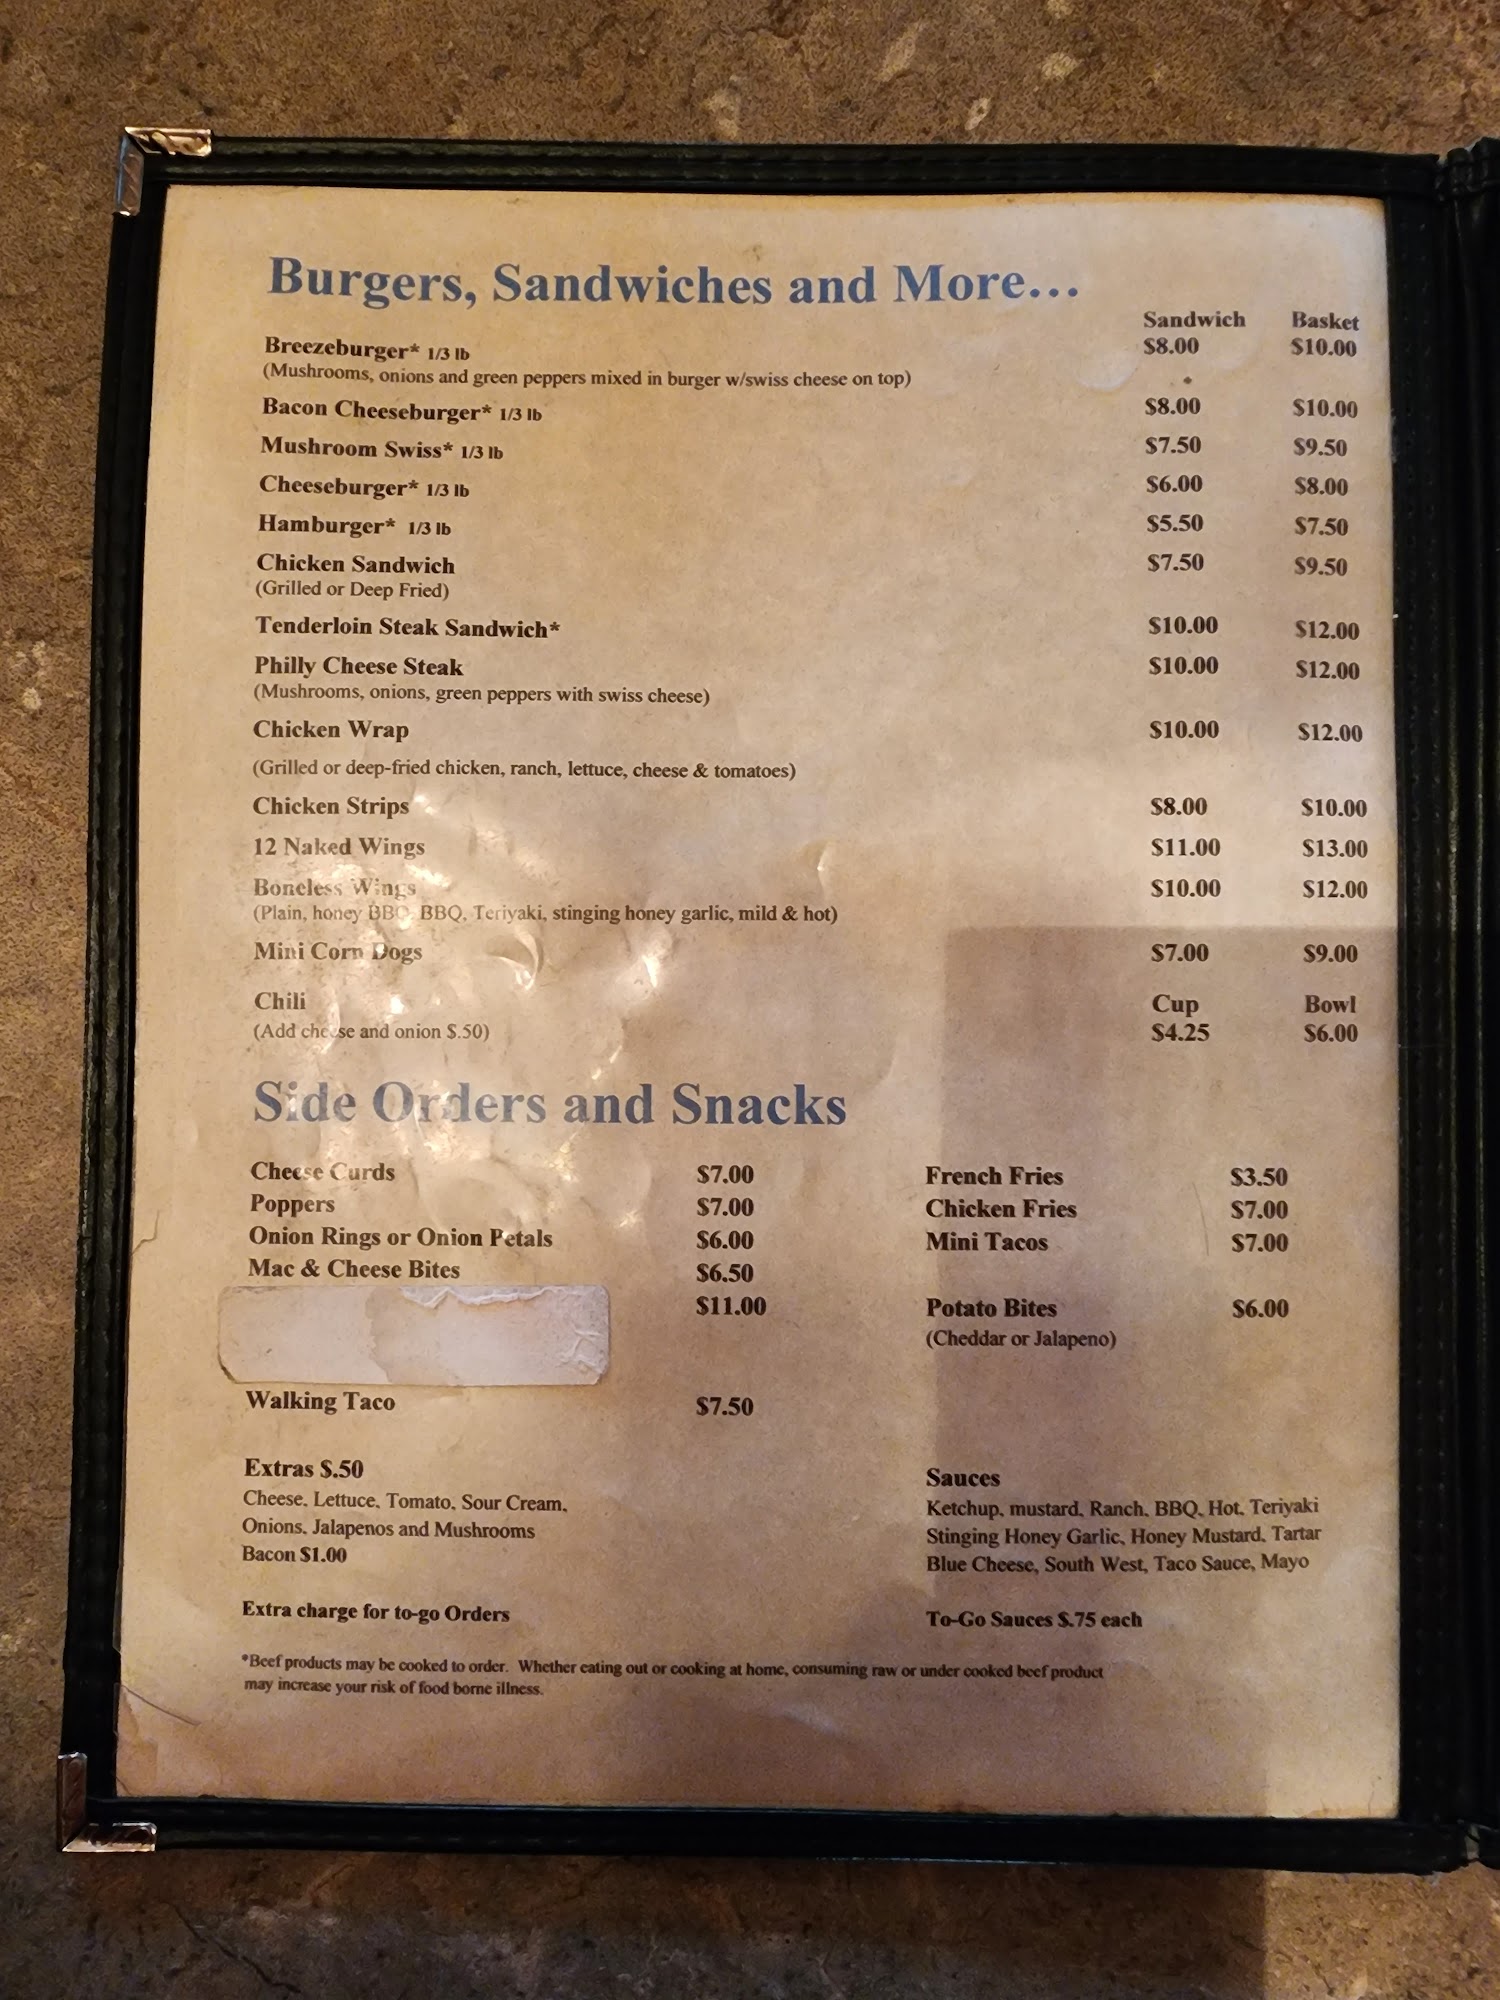 Burgers, Sandwiches and More...
Sandwich Basket
Breezeburger* 1/3 lb $8.00 $10.00
(Mushrooms, onions and green peppers mixed in burger w/swiss cheese on top)
Bacon Cheeseburger* 1/3 lb $8.00 $10.00
Mushroom Swiss* 1/3 lb $7.50 $9.50
Cheeseburger* 1/3 lb $6.00 $8.00
Hamburger* 1/3 lb $5.50 $7.50
Chicken Sandwich $7.50 $9.50
(Grilled or Deep Fried)
Tenderloin Steak Sandwich* $10.00 $12.00
Philly Cheese Steak $10.00 $12.00
(Mushrooms, onions, green peppers with swiss cheese)
Chicken Wrap $10.00 $12.00
(Grilled or deep-fried chicken, ranch, lettuce, cheese & tomatoes)
Chicken Strips $8.00 $10.00
12 Naked Wings $11.00 $13.00
Boneless Wings $10.00 $12.00
(Plain, honey BBQ, BBQ, Teriyaki, stinging honey garlic, mild & hot)
Mini Corn Dogs $7.00 $9.00
Chili Cup Bowl
(Add cheese and onion $.50) $4.25 $6.00
Side Orders and Snacks
Cheese Curds $7.00
Poppers $7.00
Onion Rings or Onion Petals $6.00
Mac & Cheese Bites $6.50
$11.00
Walking Taco $7.50
French Fries $3.50
Chicken Fries $7.00
Mini Tacos $7.00
Potato Bites $6.00
(Cheddar or Jalapeno)
Extras $.50
Cheese, Lettuce, Tomato, Sour Cream,
Onions, Jalapenos and Mushrooms
Bacon $1.00
Extra charge for to-go Orders
Sauces
Ketchup, mustard, Ranch, BBQ, Hot, Teriyaki
Stinging Honey Garlic, Honey Mustard, Tartar
Blue Cheese, South West, Taco Sauce, Mayo
To-Go Sauces $.75 each
*Beef products may be cooked to order. Whether eating out or cooking at home, consuming raw or under cooked beef product
may increase your risk of food borne illness.